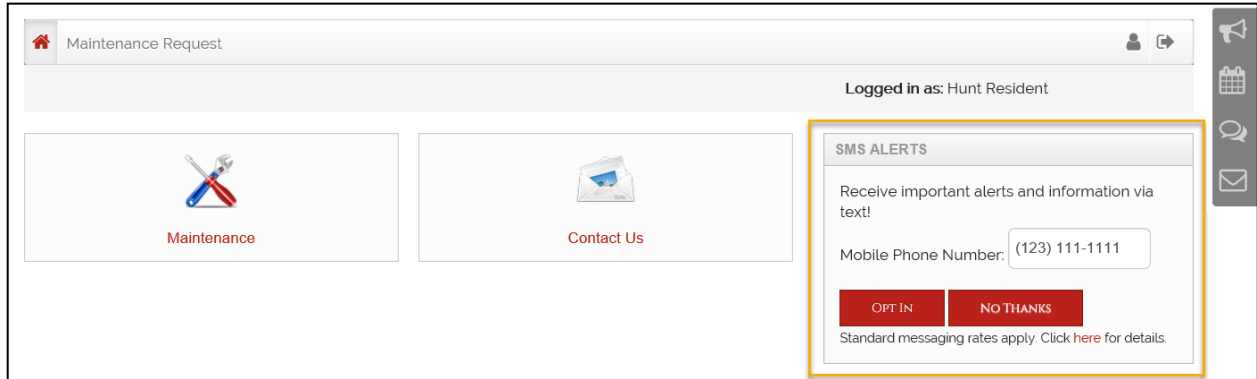 Maintenance Request
Logged in as: Hunt Resident
Maintenance
Contact Us
SMS ALERTS
Receive important alerts and information via
text!
Mobile Phone Number: (123) 111-1111
OPT IN
NO THANKS
Standard messaging rates apply. Click here for details.